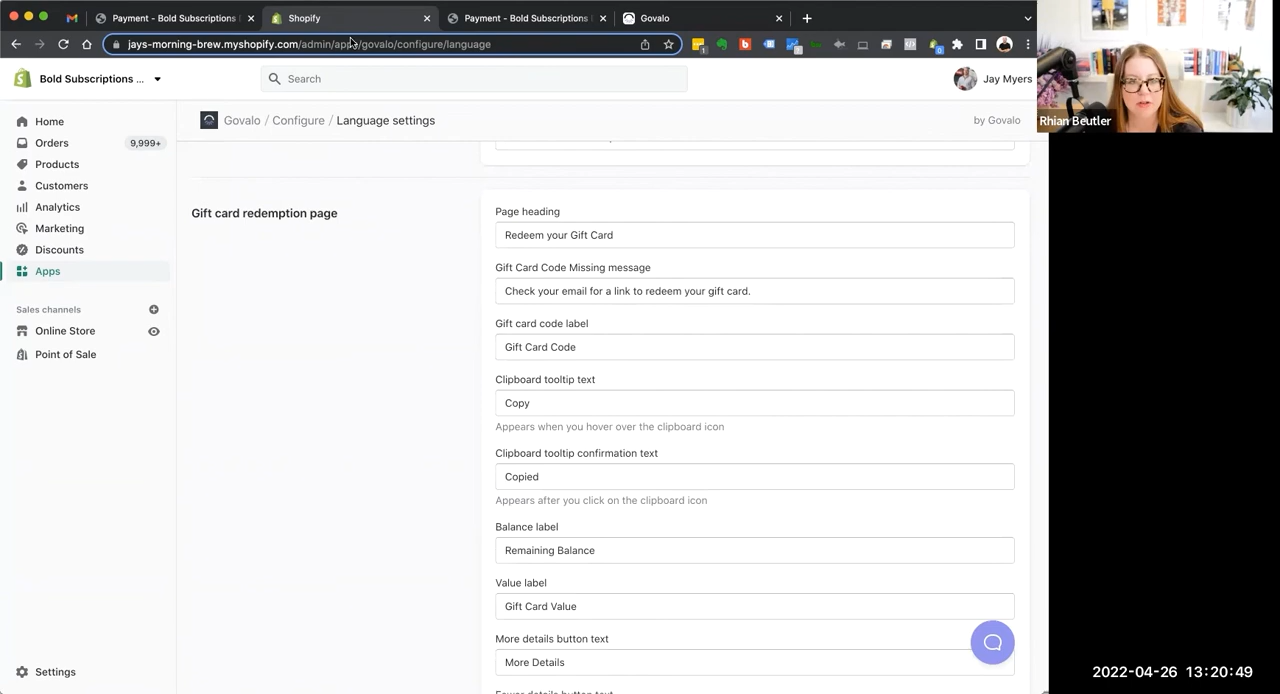 Payment - Bold Subscriptions
Shopify
Payment - Bold Subscriptions
Govalo
jays-morning-brew.myshopify.com/admin/apps/govalo/configure/language
Bold Subscriptions ...
Search
Jay Myers
Rhian Beutler
Home
Orders
9,999+
Products
Customers
Analytics
Marketing
Discounts
Apps
Sales channels
Online Store
Point of Sale
Settings
Govalo / Configure / Language settings
by Govalo
Gift card redemption page
Page heading
Redeem your Gift Card
Gift Card Code Missing message
Check your email for a link to redeem your gift card.
Gift card code label
Gift Card Code
Clipboard tooltip text
Copy
Appears when you hover over the clipboard icon
Clipboard tooltip confirmation text
Copied
Appears after you click on the clipboard icon
Balance label
Remaining Balance
Value label
Gift Card Value
More details button text
More Details
2022-04-26 13:20:49